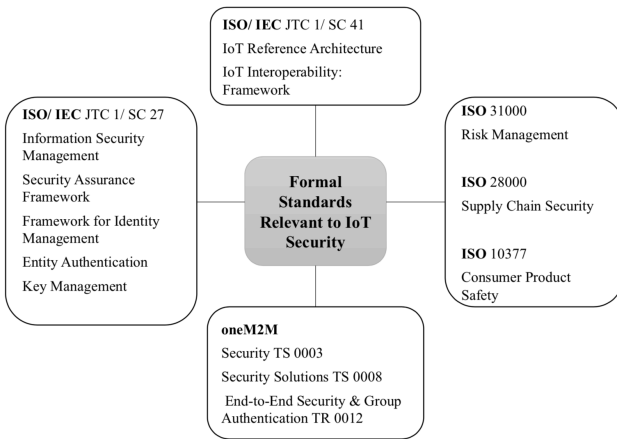 ISO/ IEC JTC 1/ SC 41
IoT Reference Architecture
IoT Interoperability:
Framework
ISO/ IEC JTC 1/ SC 27
Information Security
Management
Security Assurance
Framework
Framework for Identity
Management
Entity Authentication
Key Management
Formal
Standards
Relevant to IoT
Security
ISO 31000
Risk Management
ISO 28000
Supply Chain Security
ISO 10377
Consumer Product
Safety
oneM2M
Security TS 0003
Security Solutions TS 0008
End-to-End Security & Group
Authentication TR 0012